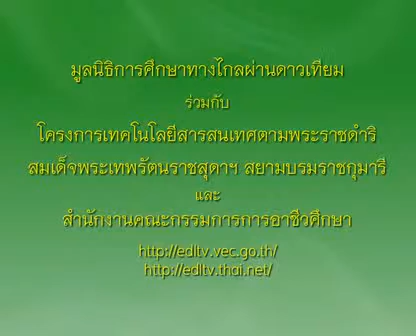 มูลนิธิการศึกษาทางไกลผ่านดาวเทียม
ร่วมกับ
โครงการเทคโนโลยีสารสนเทศตามพระราชดำริ
สมเด็จพระเทพรัตนราชสุดาฯ สยามบรมราชกุมารี
และ
สำนักงานคณะกรรมการการอาชีวศึกษา
http://edltv.vec.go.th/
http://edltv.thai.net/